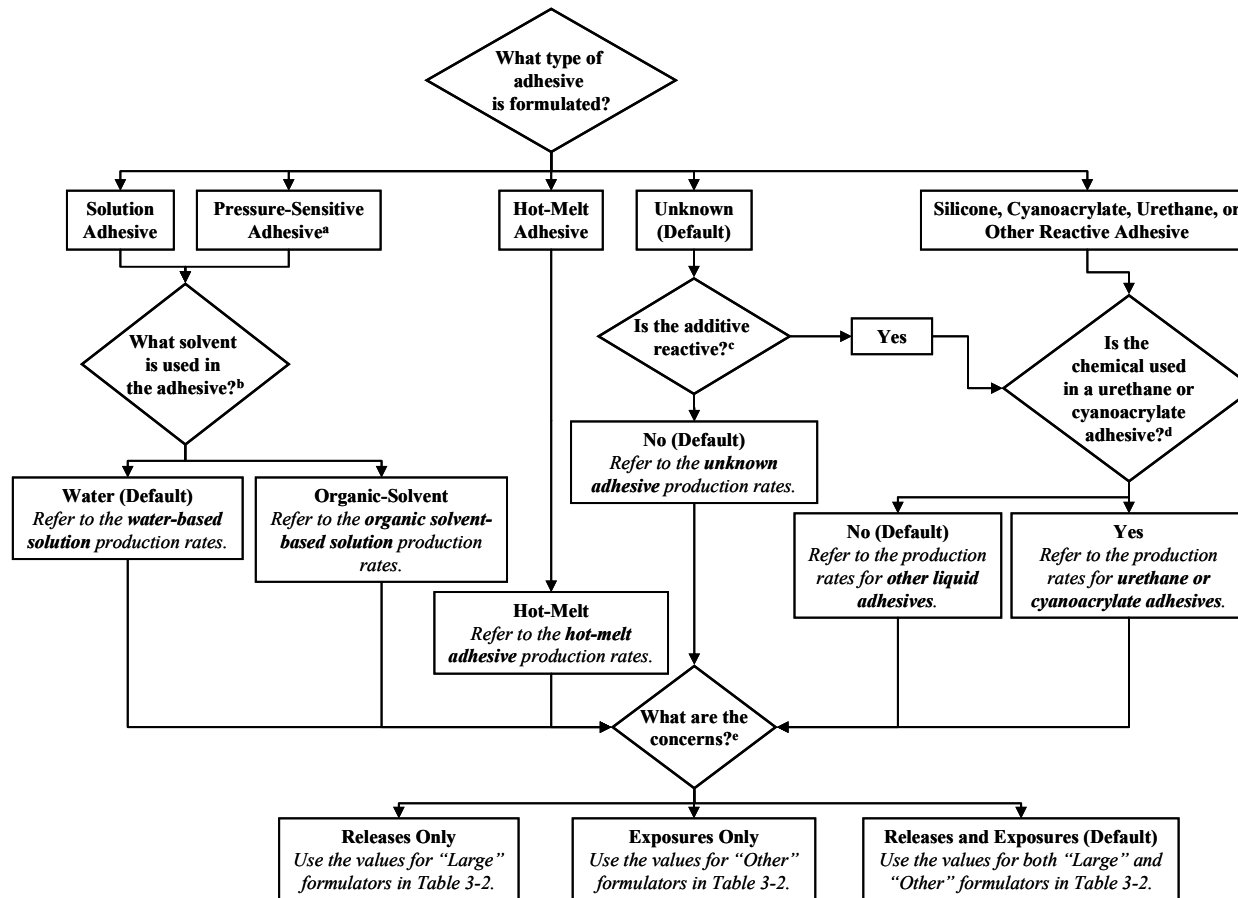 What type of
adhesive
is formulated?
Solution
Adhesive
Pressure-Sensitive
Adhesiveᵃ
Hot-Melt
Adhesive
Unknown
(Default)
Silicone, Cyanoacrylate, Urethane, or
Other Reactive Adhesive
What solvent
is used in
the adhesive?ᵇ
Is the additive
reactive?ᶜ
Yes
Is the
chemical used
in a urethane or
cyanoacrylate
adhesive?ᵈ
Water (Default)
Refer to the water-based
solution production rates.
Organic-Solvent
Refer to the organic solvent-
based solution production
rates.
Hot-Melt
Refer to the hot-melt
adhesive production rates.
No (Default)
Refer to the unknown
adhesive production rates.
No (Default)
Refer to the production
rates for other liquid
adhesives.
Yes
Refer to the production
rates for urethane or
cyanoacrylate adhesives.
What are the
concerns?ᵉ
Releases Only
Use the values for “Large”
formulators in Table 3-2.
Exposures Only
Use the values for “Other”
formulators in Table 3-2.
Releases and Exposures (Default)
Use the values for both “Large” and
“Other” formulators in Table 3-2.